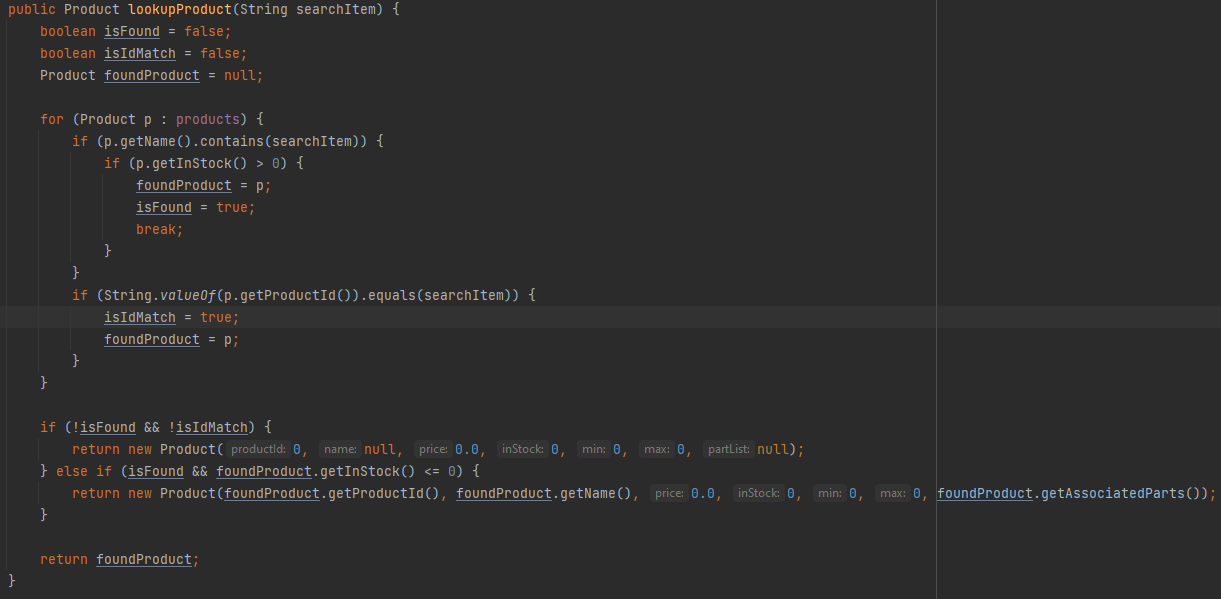 public Product lookupProduct(String searchItem) {
    boolean isFound = false;
    boolean isIdMatch = false;
    Product foundProduct = null;

    for (Product p : products) {
        if (p.getName().contains(searchItem)) {
            if (p.getInStock() > 0) {
                foundProduct = p;
                isFound = true;
                break;
            }
        }
        if (String.valueOf(p.getProductId()).equals(searchItem)) {
            isIdMatch = true;
            foundProduct = p;
        }
    }

    if (!isFound && !isIdMatch) {
        return new Product( productId: 0, name: null, price: 0.0, inStock: 0, min: 0, max: 0, partList: null);
    } else if (isFound && foundProduct.getInStock() <= 0) {
        return new Product(foundProduct.getProductId(), foundProduct.getName(), price: 0.0, inStock: 0, min: 0, max: 0, foundProduct.getAssociatedParts());
    }

    return foundProduct;
}